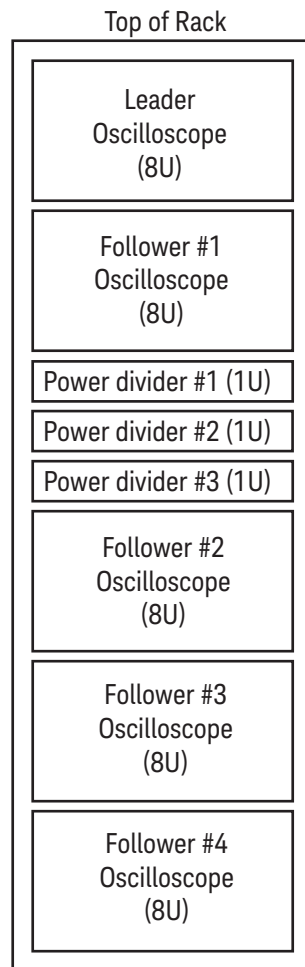 Top of Rack
Leader
Oscilloscope
(8U)
Follower #1
Oscilloscope
(8U)
Power divider #1 (1U)
Power divider #2 (1U)
Power divider #3 (1U)
Follower #2
Oscilloscope
(8U)
Follower #3
Oscilloscope
(8U)
Follower #4
Oscilloscope
(8U)